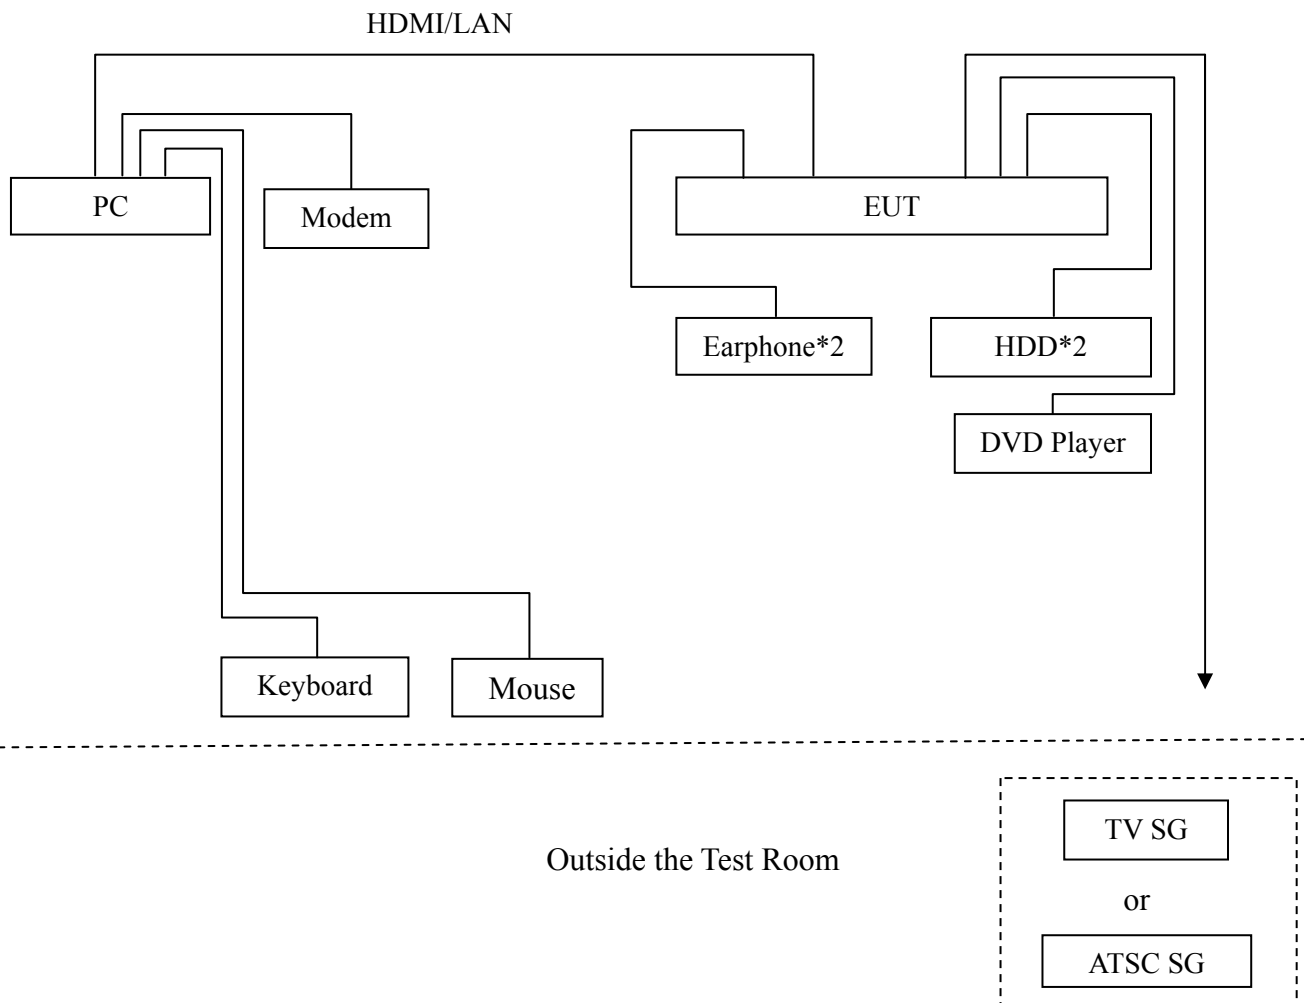 HDMI/LAN
PC
Modem
EUT
Earphone*2
HDD*2
DVD Player
Keyboard
Mouse
TV SG
Outside the Test Room
or
ATSC SG